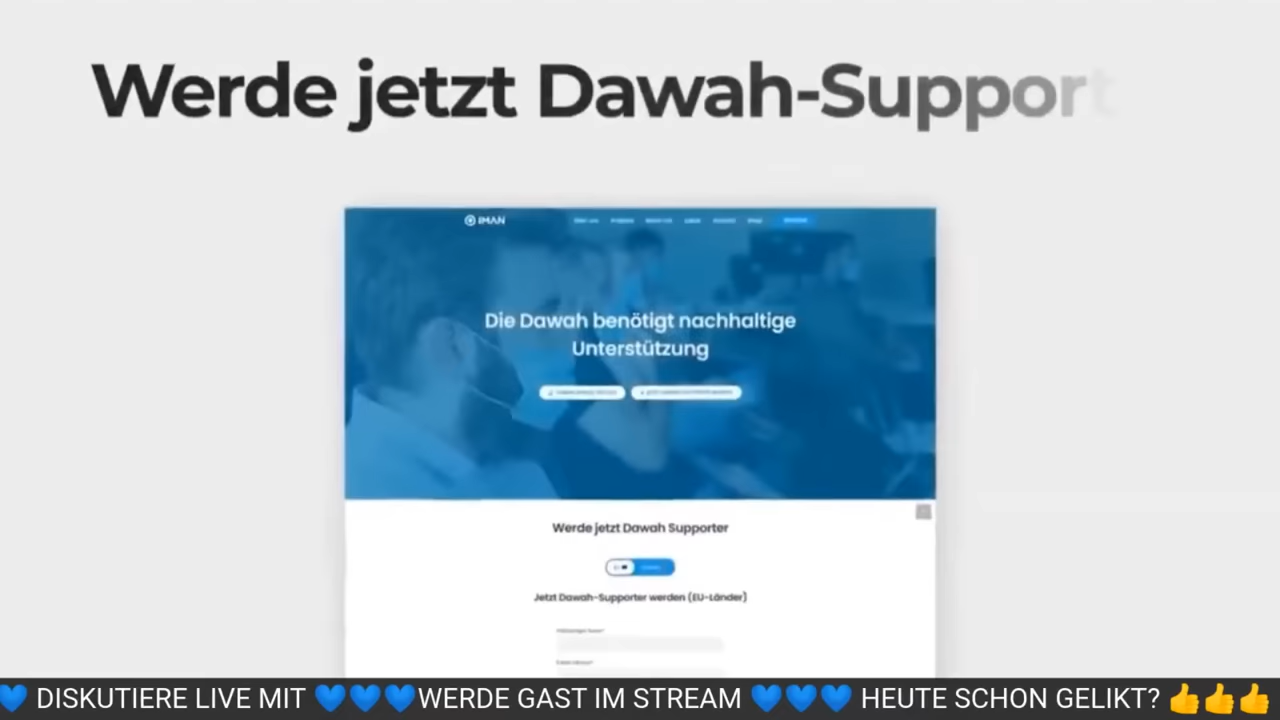 Werde jetzt Dawah-Support
IMAN
Die Dawah benötigt nachhaltige
Unterstützung
Werde jetzt Dawah Supporter
Jetzt Dawah-Supporter werden (EU-Länder)
💙 DISKUTIERE LIVE MIT 💙💙💙WERDE GAST IM STREAM 💙💙💙 HEUTE SCHON GELIKT? 👍👍👍